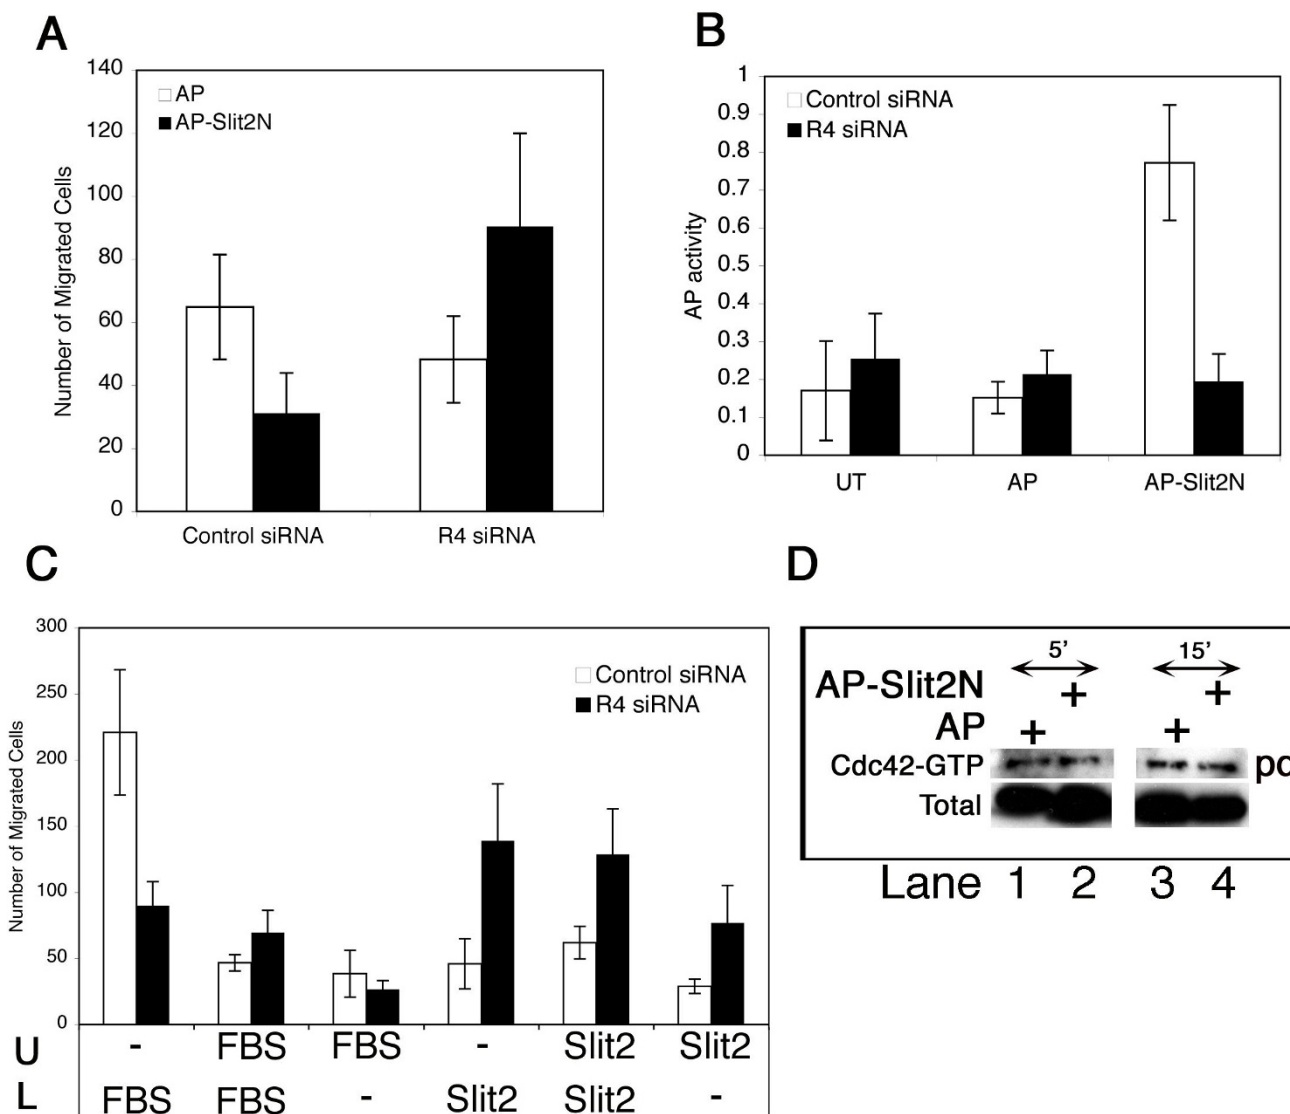 A
140
120
100
80
60
40
20
0
Number of Migrated Cells
AP
AP-Slit2N
Control siRNA R4 siRNA
B
1
0.9
0.8
0.7
0.6
0.5
0.4
0.3
0.2
0.1
0
AP activity
Control siRNA
R4 siRNA
UT AP AP-Slit2N
C
300
250
200
150
100
50
0
Number of Migrated Cells
Control siRNA
R4 siRNA
U - FBS FBS - Slit2 Slit2
L FBS FBS - Slit2 Slit2 -
D
5' 15'
AP-Slit2N + +
AP + +
Cdc42-GTP
Total
Lane 1 2 3 4